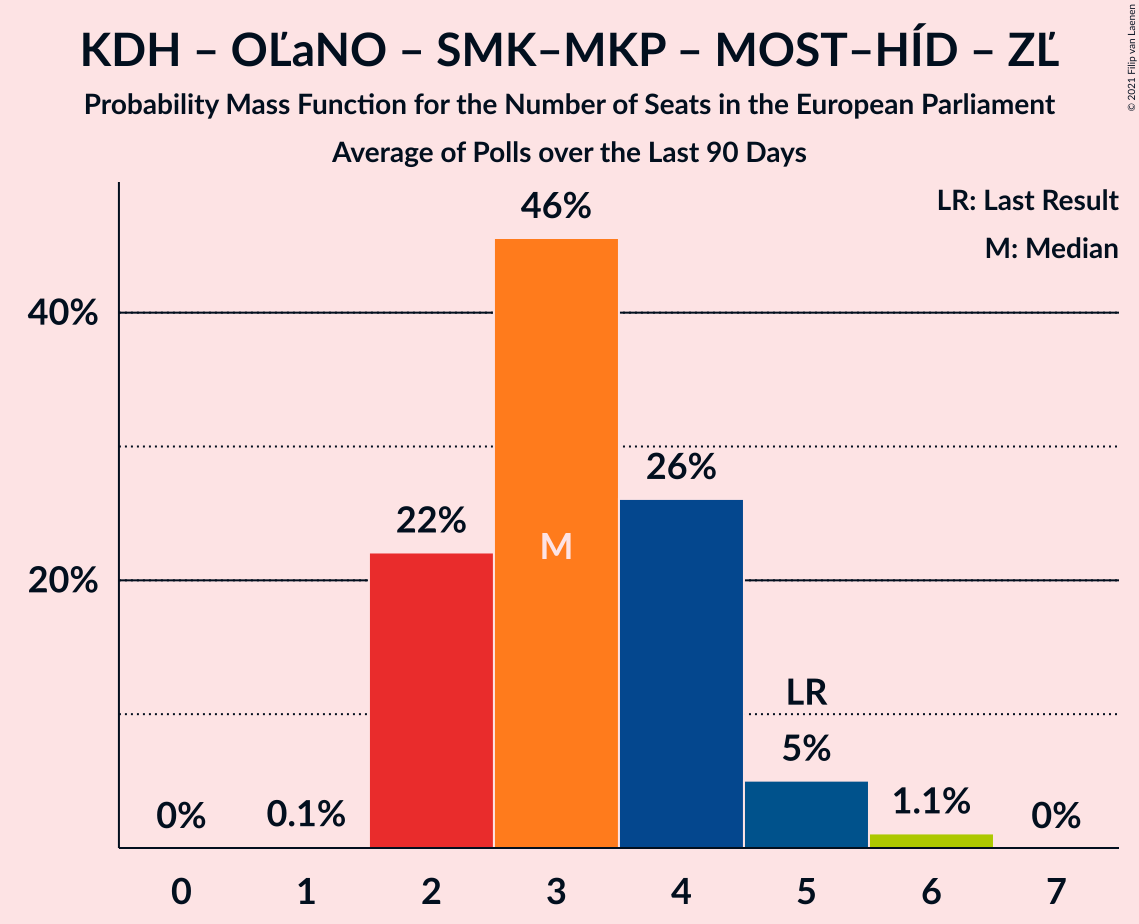 KDH – OĽaNO – SMK–MKP – MOST–HÍD – ZĽ
Probability Mass Function for the Number of Seats in the European Parliament
Average of Polls over the Last 90 Days
© 2021 Filip van Laenen
LR: Last Result
M: Median
46%
40%
26%
22%
M
20%
LR
5%
1.1%
0%
0.1%
0%
0 1 2 3 4 5 6 7